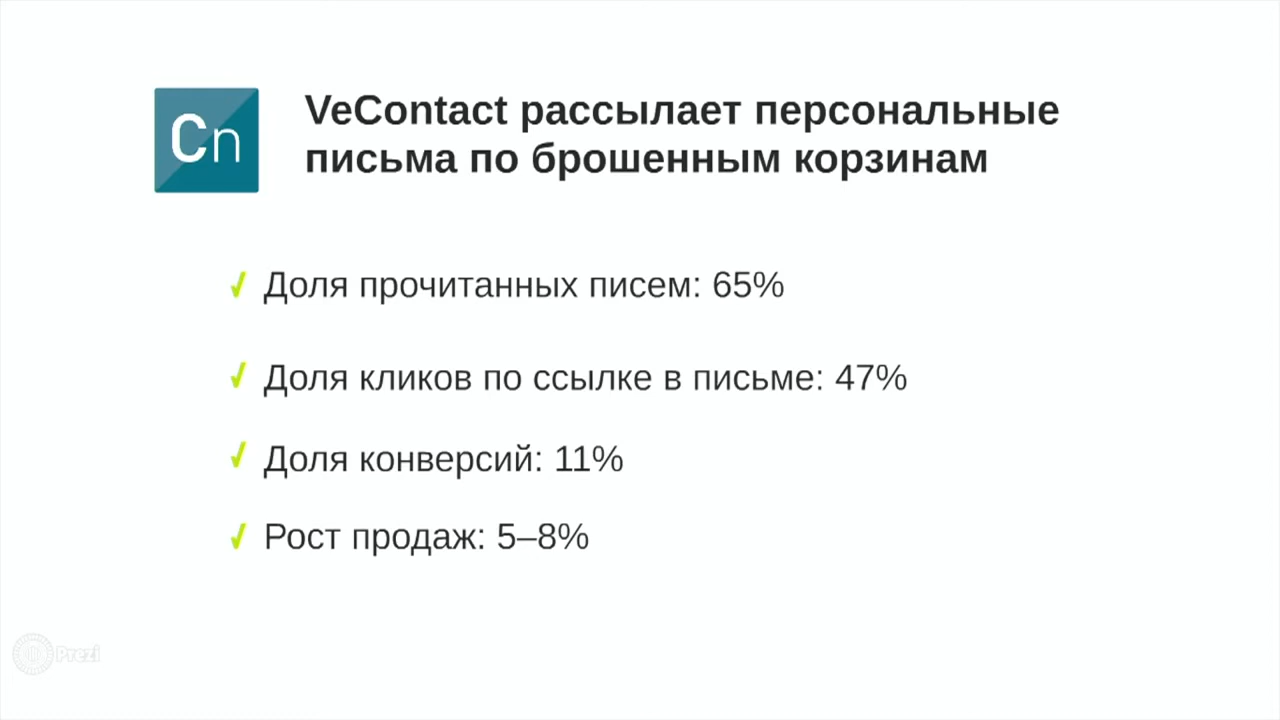 Cn
VeContact рассылает персональные
письма по брошенным корзинам
Доля прочитанных писем: 65%
Доля кликов по ссылке в письме: 47%
Доля конверсий: 11%
Рост продаж: 5–8%
Prezi